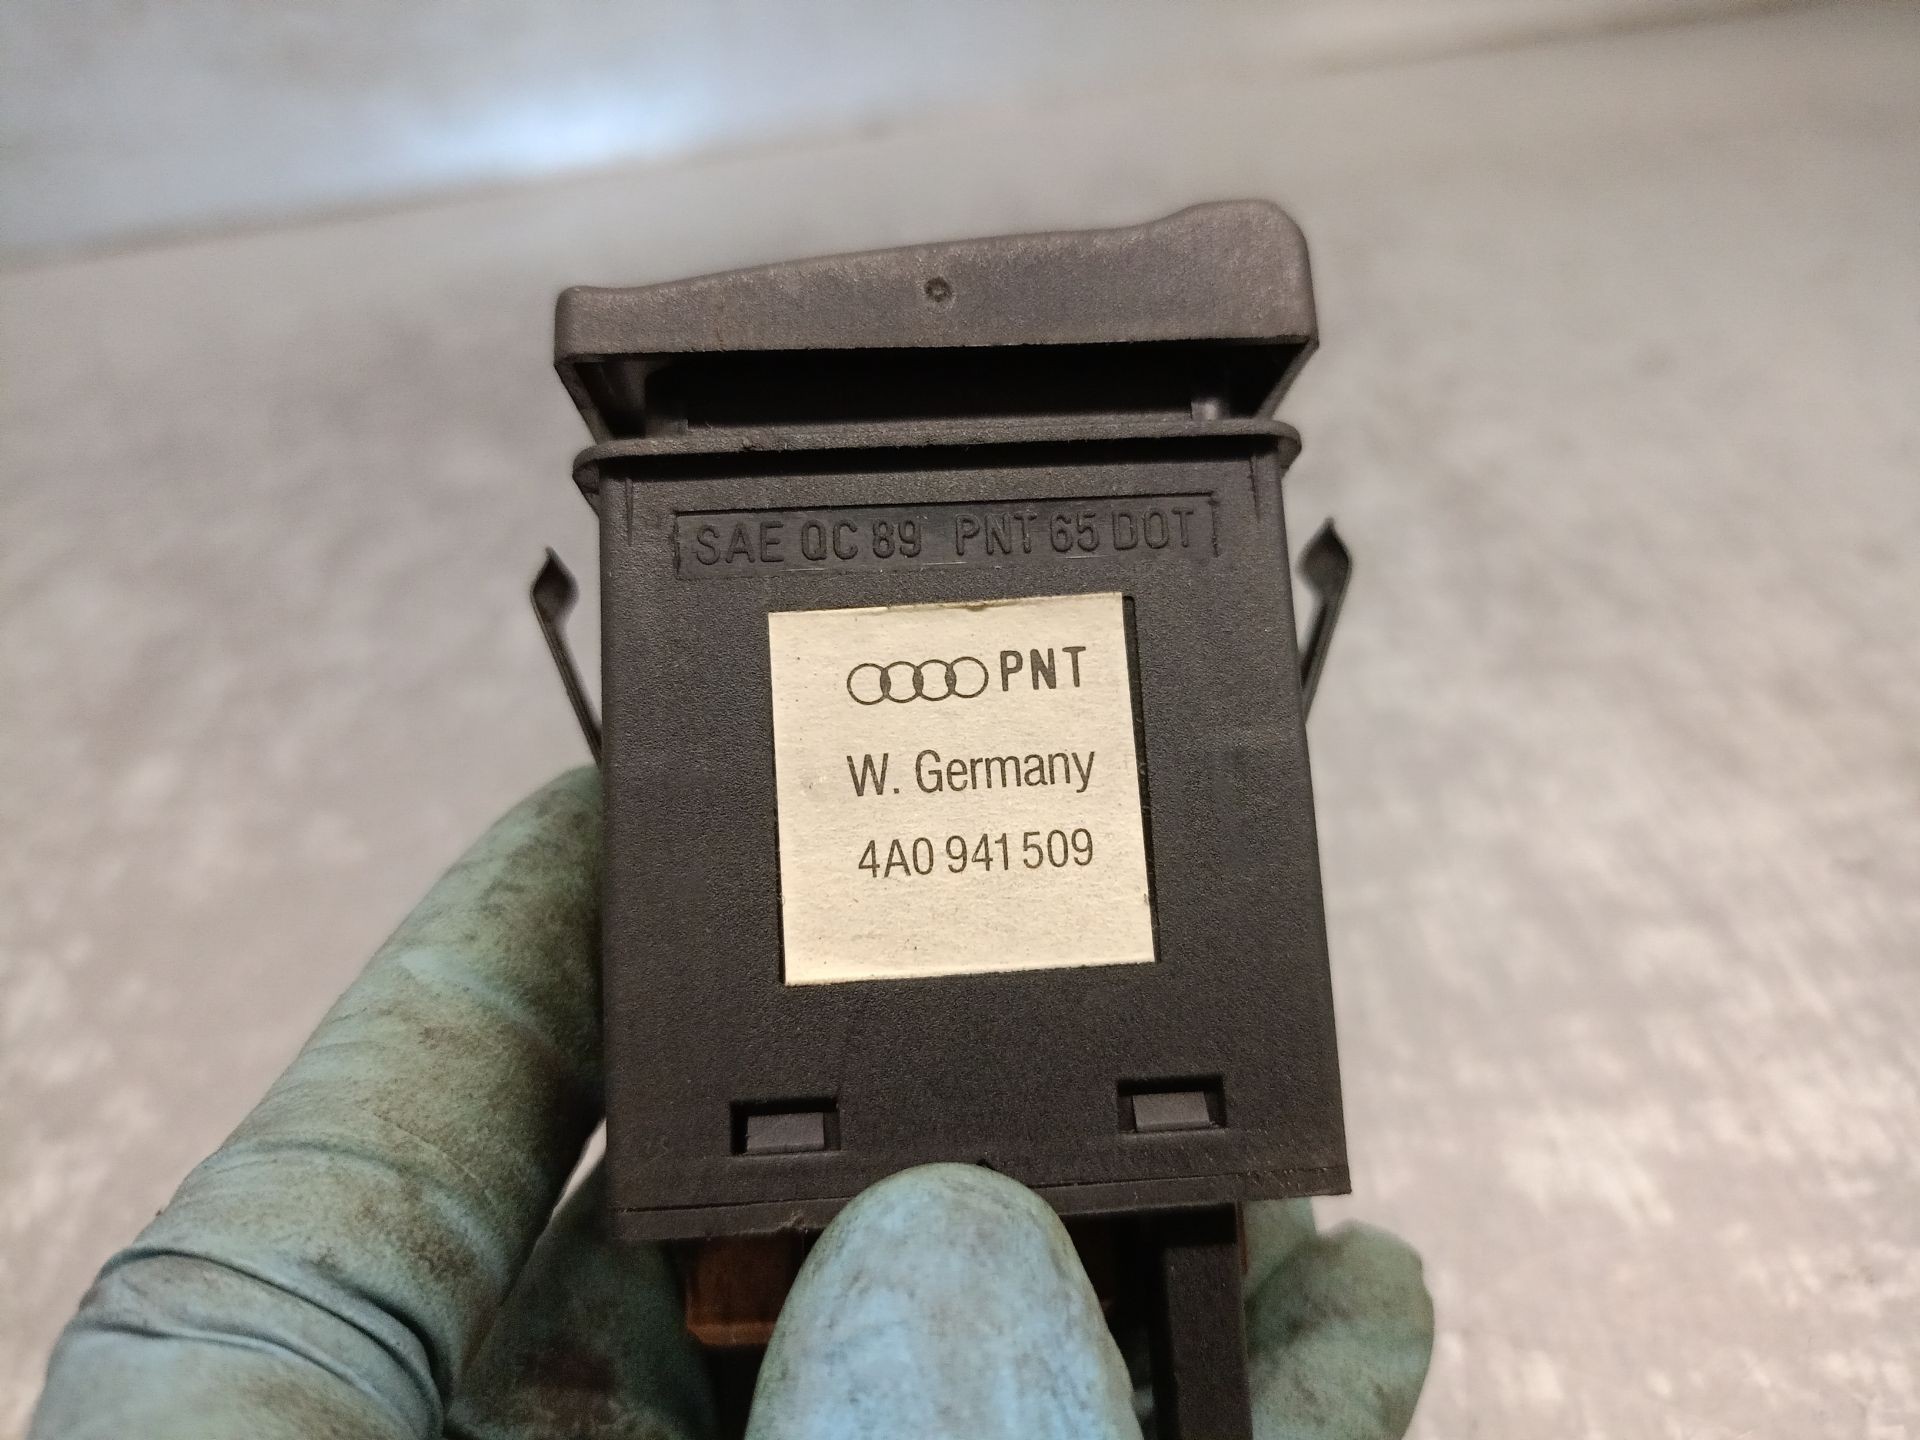 SAE QC 89 PNT 65 DOT
PNT
W. Germany
4A0 941 509